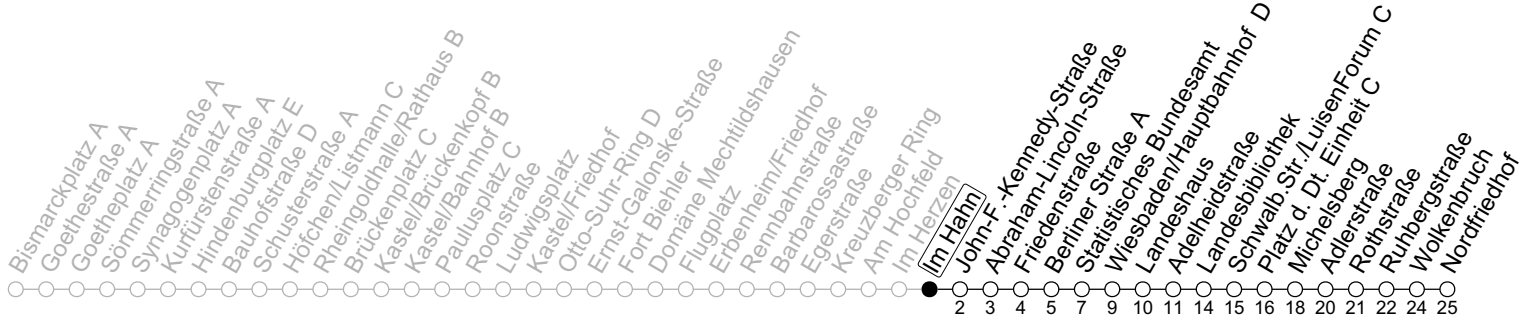 Bismarckplatz A
Goethestraße A
Goetheplatz A
Sömmerringstraße A
Synagogenplatz A
Kurfürstenstraße A
Hindenburgplatz E
Bauhofstraße D
Schusterstraße A
Höfchen/Listmann C
Rheingoldhalle/Rathaus B
Brückenplatz C
Kastel/Brückenkopf B
Kastel/Bahnhof B
Paulusplatz C
Roonstraße
Ludwigsplatz
Kastel/Friedhof
Otto-Suhr-Ring D
Ernst-Galonske-Straße
Fort Biehler
Domäne Mechtildshausen
Flugplatz
Erbenheim/Friedhof
Rennbahnstraße
Barbarossastraße
Egerstraße
Kreuzberger Ring
Am Hochfeld
Im Herzen
Im Hahn
John-F.-Kennedy-Straße
Abraham-Lincoln-Straße
Friedenstraße
Berliner Straße A
Statistisches Bundesamt
Wiesbaden/Hauptbahnhof D
Landeshaus
Adelheidstraße
Landesbibliothek
Schwalb.Str./LuisenForum C
Platz d. Dt. Einheit C
Michelsberg
Adlerstraße
Rothstraße
Ruhbergstraße
Wolkenbruch
Nordfriedhof
2 3 4 5 7 9 10 11 14 15 16 18 20 21 22 24 25